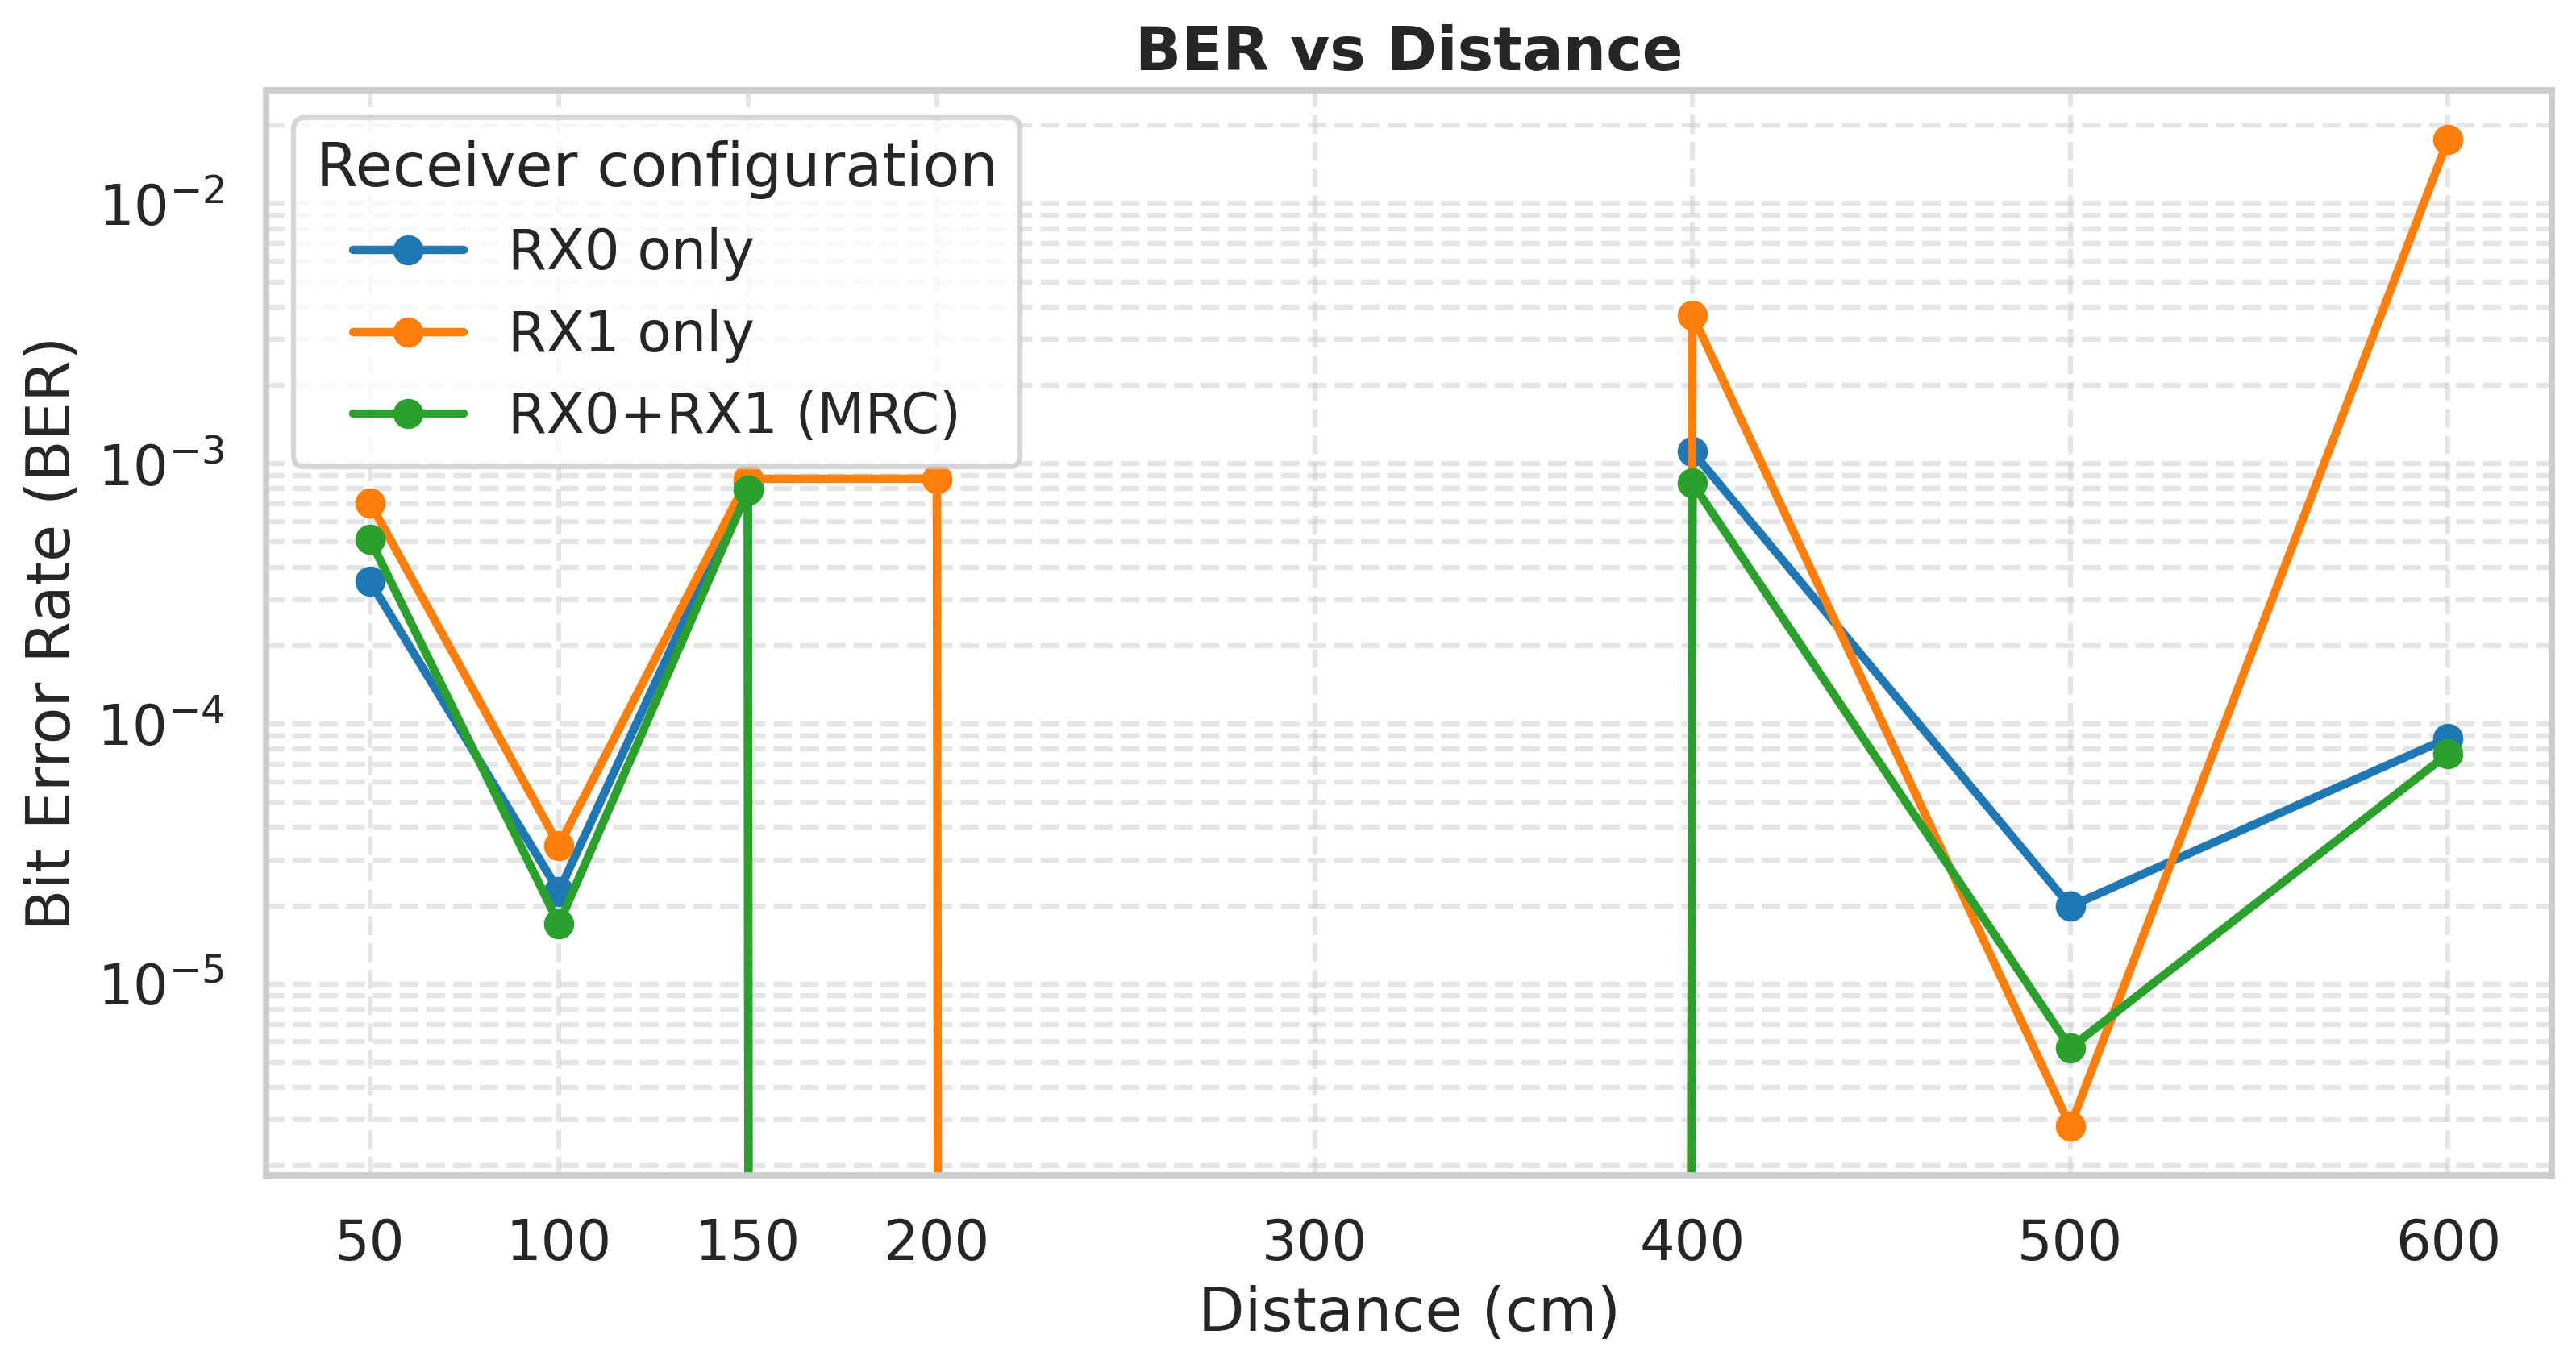 BER vs Distance
Receiver configuration
RX0 only
RX1 only
RX0+RX1 (MRC)
Bit Error Rate (BER)
10⁻²
10⁻³
10⁻⁴
10⁻⁵
50 100 150 200 300 400 500 600
Distance (cm)